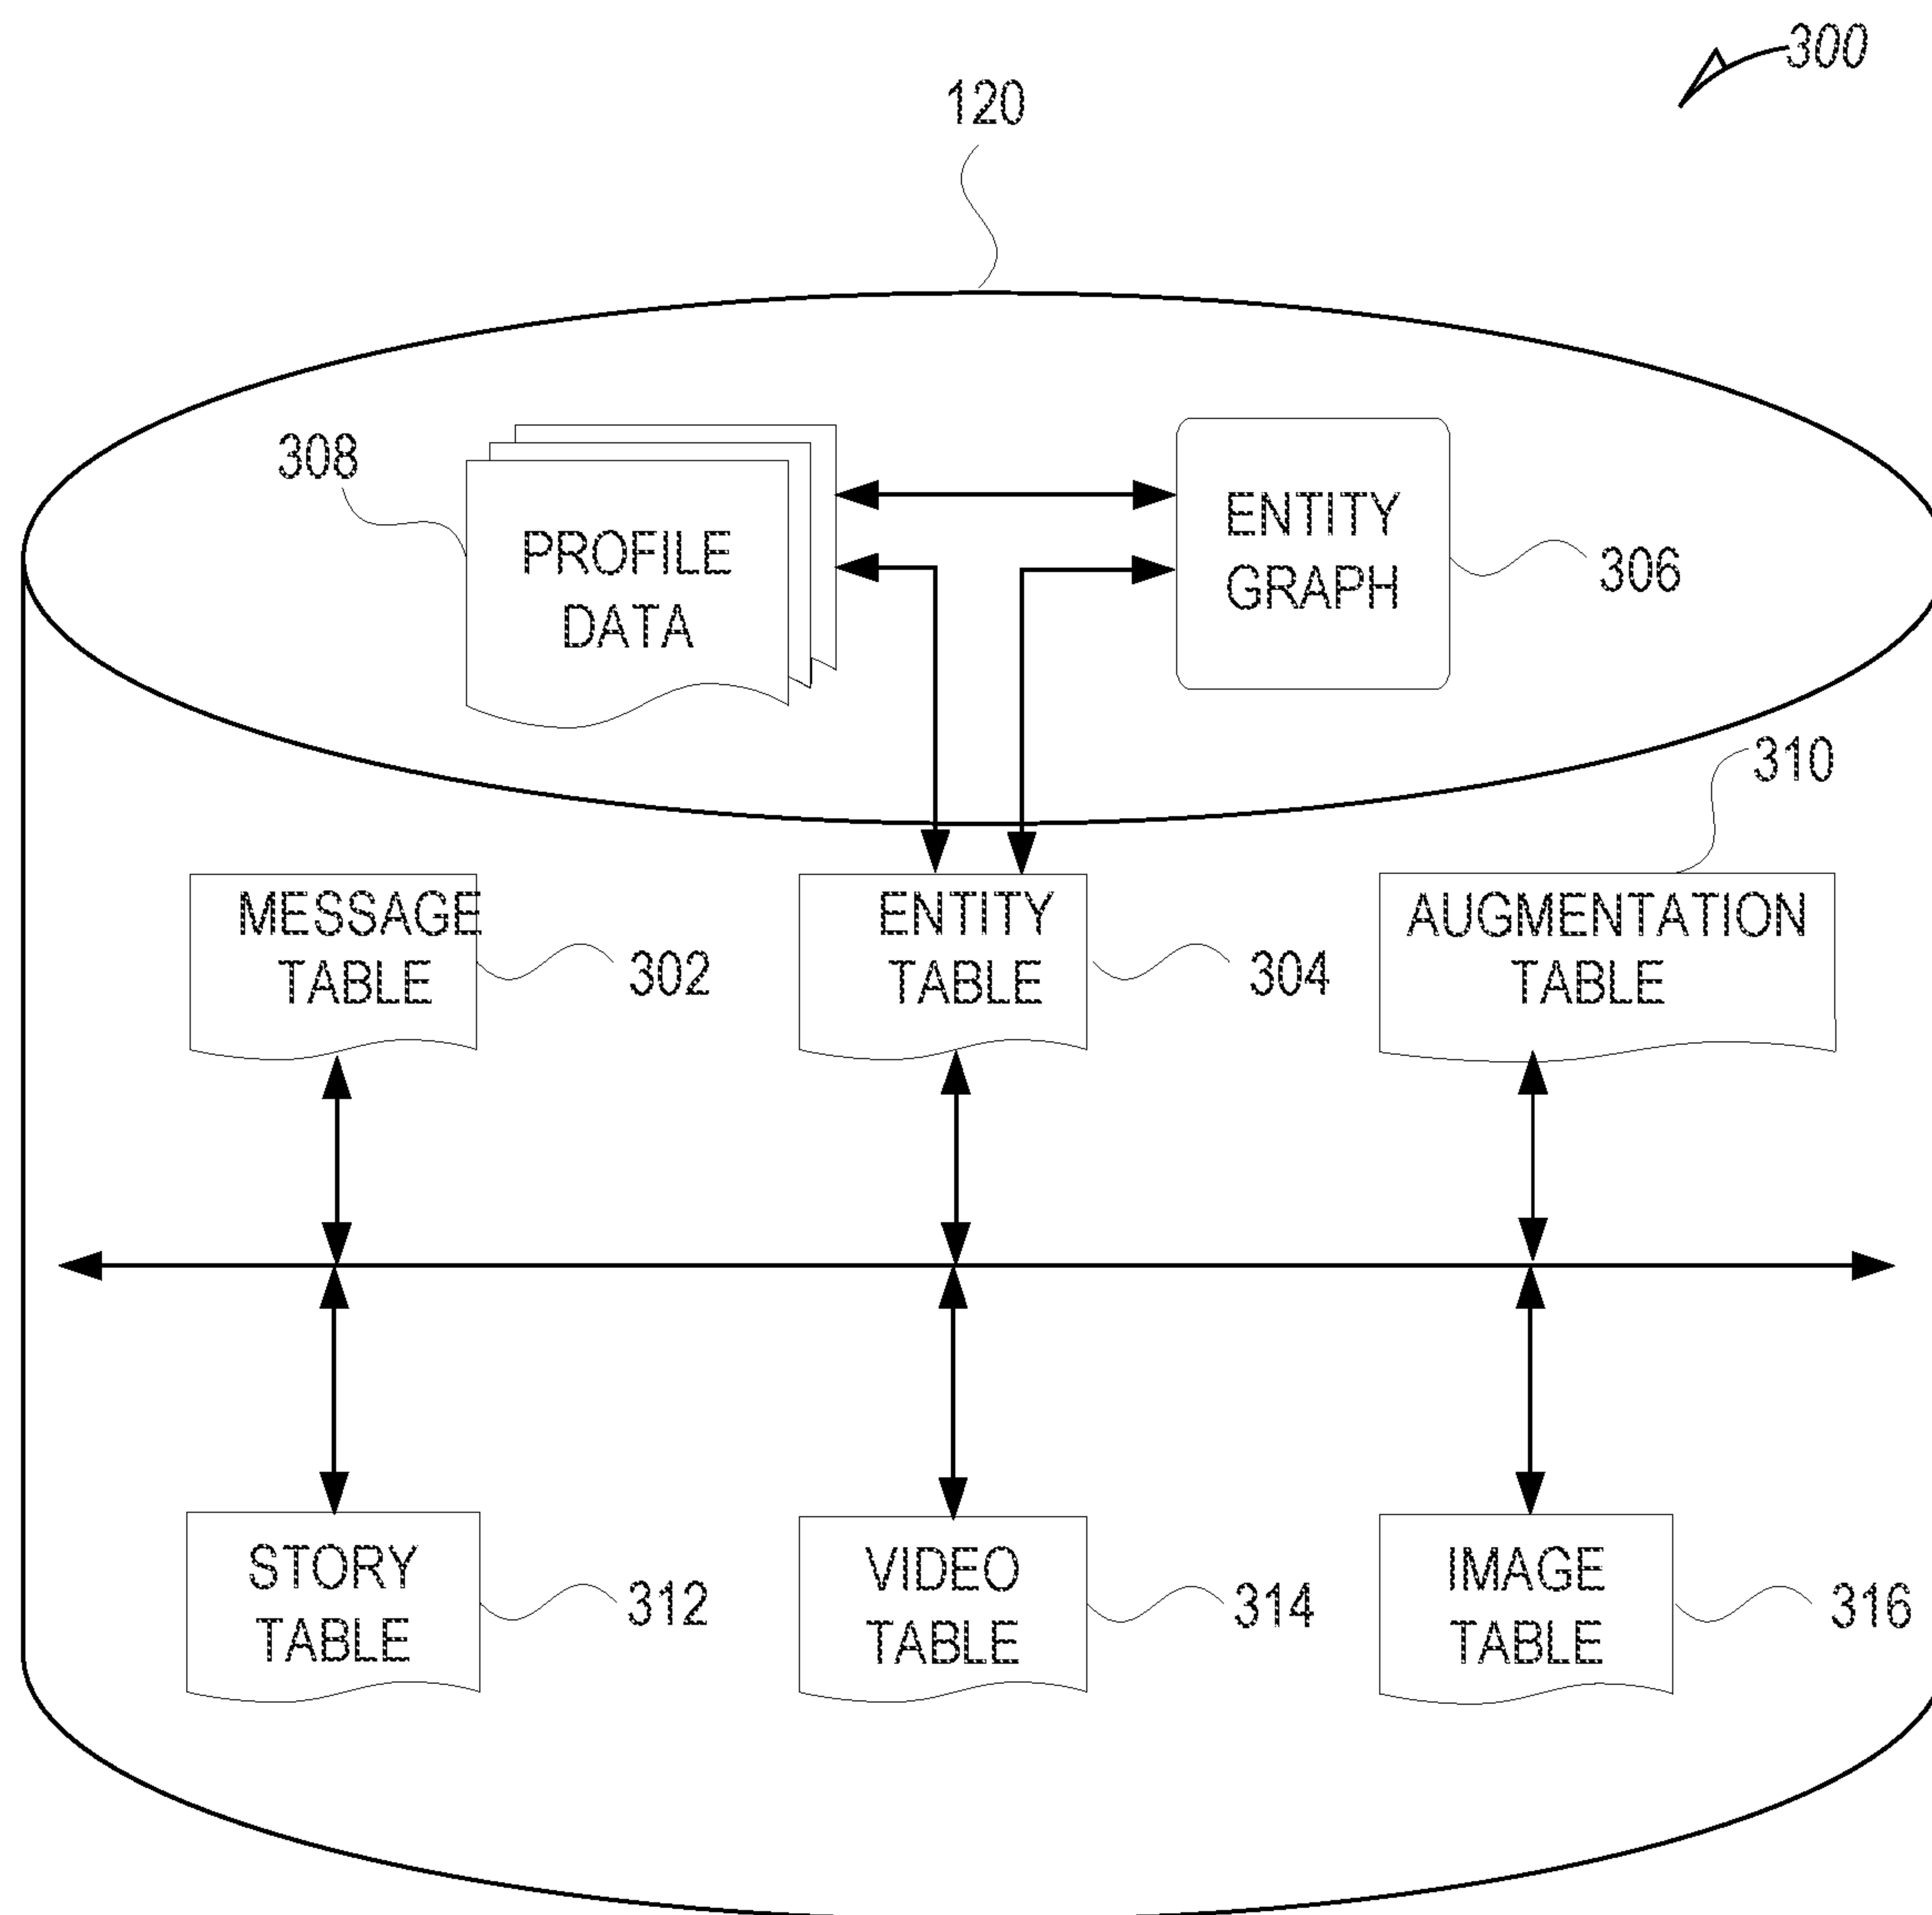 300
120
308
PROFILE
DATA
ENTITY
GRAPH
306
310
MESSAGE
TABLE
302
ENTITY
TABLE
304
AUGMENTATION
TABLE
STORY
TABLE
312
VIDEO
TABLE
314
IMAGE
TABLE
316